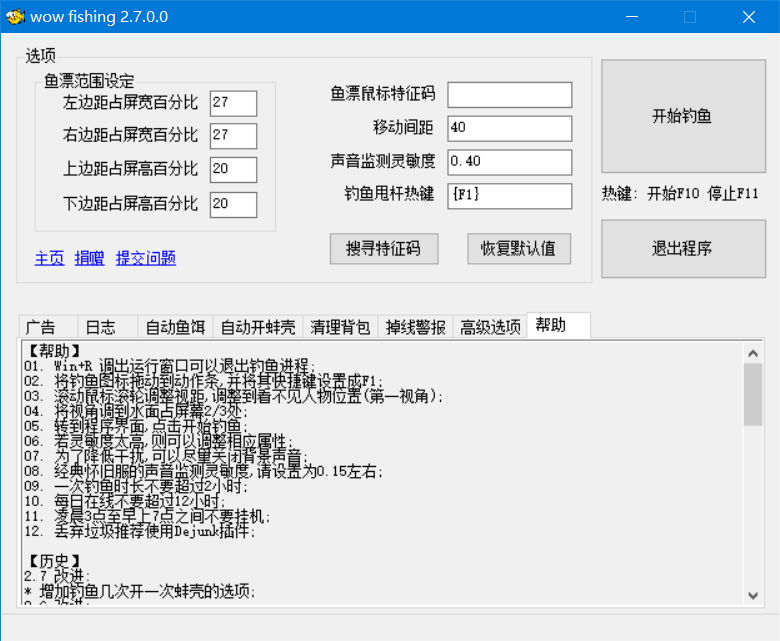 wow fishing 2.7.0.0
选项
鱼漂范围设定
左边距占屏宽百分比 27
右边距占屏宽百分比 27
上边距占屏高百分比 20
下边距占屏高百分比 20
鱼漂鼠标特征码
移动间距 40
声音监测灵敏度 0.40
钓鱼甩杆热键 {F1}
搜寻特征码 恢复默认值
主页 捐赠 提交问题
开始钓鱼
热键: 开始F10 停止F11
退出程序
广告 日志 自动鱼饵 自动开蚌壳 清理背包 掉线警报 高级选项 帮助
【帮助】
01. Win+R 调出运行窗口可以退出钓鱼进程;
02. 将钓鱼图标拖动到动作条,并将其快捷键设置成F1;
03. 滚动鼠标滚轮调整视距,调整到看不见人物位置(第一视角);
04. 将视角调到水面占屏幕2/3处;
05. 转到程序界面,点击开始钓鱼;
06. 若灵敏度太高,则可以调整相应属性;
07. 为了降低干扰,可以尽量关闭背景声音;
08. 经典怀旧服的声音监测灵敏度,请设置为0.15左右;
09. 一次钓鱼时长不要超过2小时;
10. 每日在线不要超过12小时;
11. 凌晨3点至早上7点之间不要挂机;
12. 丢弃垃圾推荐使用Dejunk插件;
【历史】
2.7 改进:
* 增加钓鱼几次开一次蚌壳的选项;